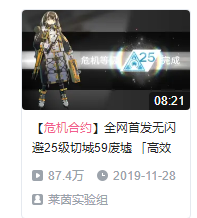 危机等级 25 完成
08:21
【危机合约】全网首发无闪
避25级切城59废墟「高效
87.4万 2019-11-28
莱茵实验组